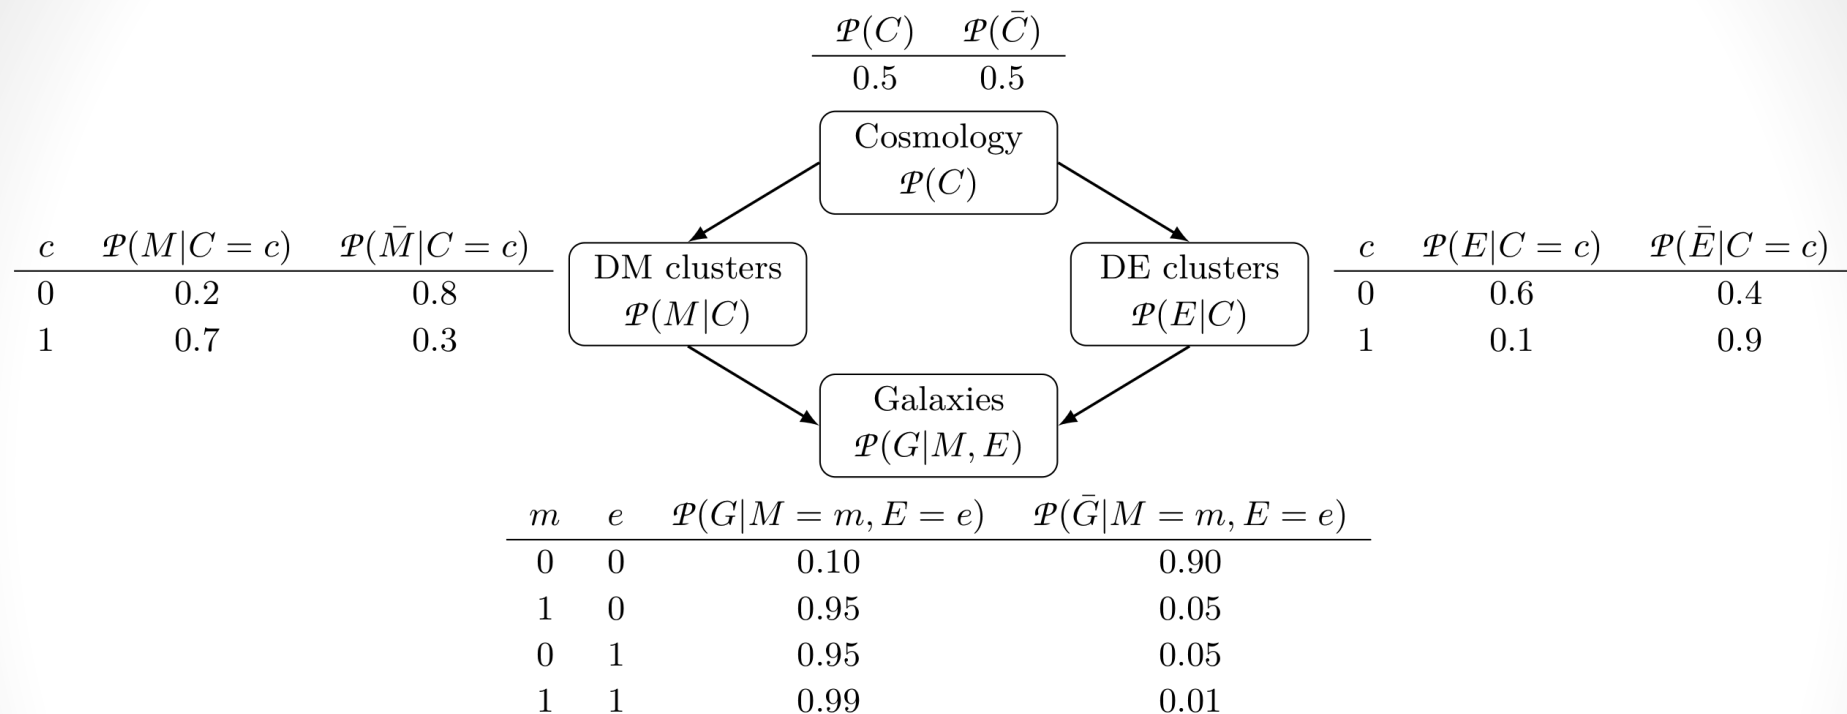 𝒫(C) 𝒫(C̄)
0.5 0.5
Cosmology
𝒫(C)
c 𝒫(M|C = c) 𝒫(M̄|C = c)
0 0.2 0.8
1 0.7 0.3
DM clusters
𝒫(M|C)
DE clusters
𝒫(E|C)
c 𝒫(E|C = c) 𝒫(Ē|C = c)
0 0.6 0.4
1 0.1 0.9
Galaxies
𝒫(G|M, E)
m e 𝒫(G|M = m, E = e) 𝒫(Ḡ|M = m, E = e)
0 0 0.10 0.90
1 0 0.95 0.05
0 1 0.95 0.05
1 1 0.99 0.01